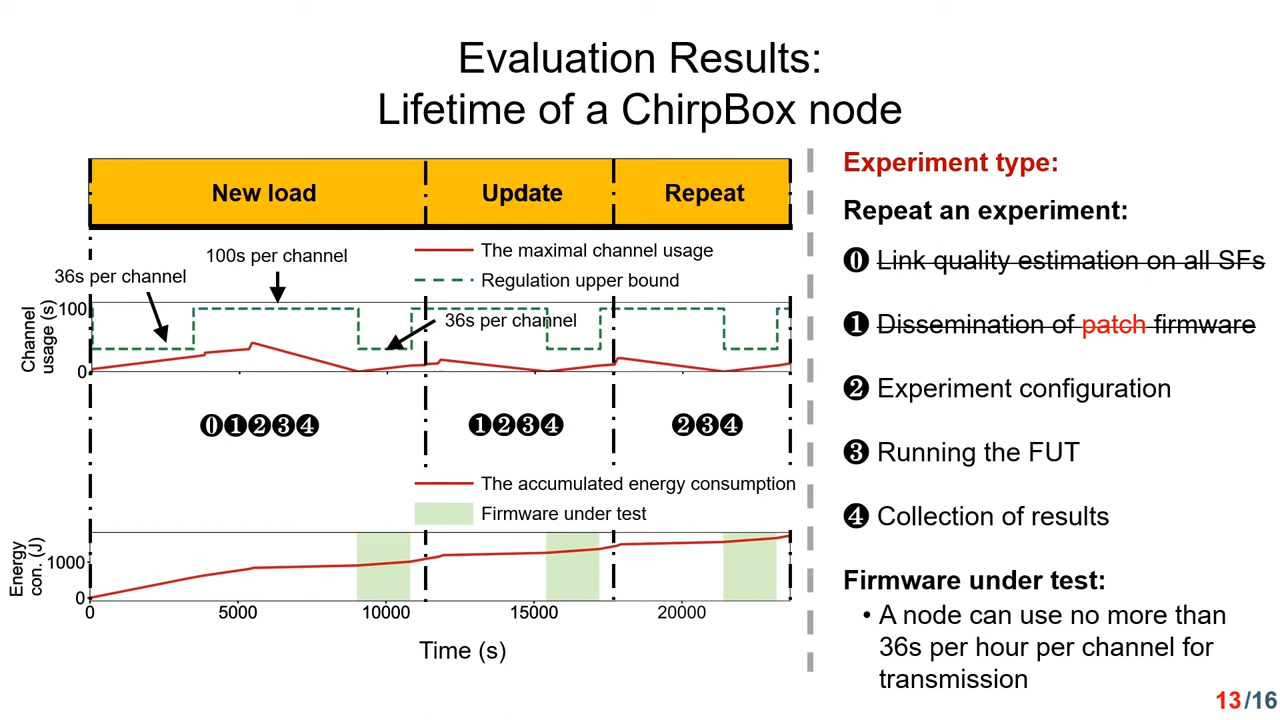 Evaluation Results:
Lifetime of a ChirpBox node
New load
Update
Repeat
The maximal channel usage
Regulation upper bound
100s per channel
36s per channel
36s per channel
Channel
usage (s)
100
0
⓿❶❷❸❹
❶❷❸❹
❷❸❹
The accumulated energy consumption
Firmware under test
Energy
con. (J)
1000
0
0
5000
10000
15000
20000
Time (s)
Experiment type:
Repeat an experiment:
⓿ Link quality estimation on all SFs
❶ Dissemination of patch firmware
❷ Experiment configuration
❸ Running the FUT
❹ Collection of results
Firmware under test:
• A node can use no more than
36s per hour per channel for
transmission
13/16